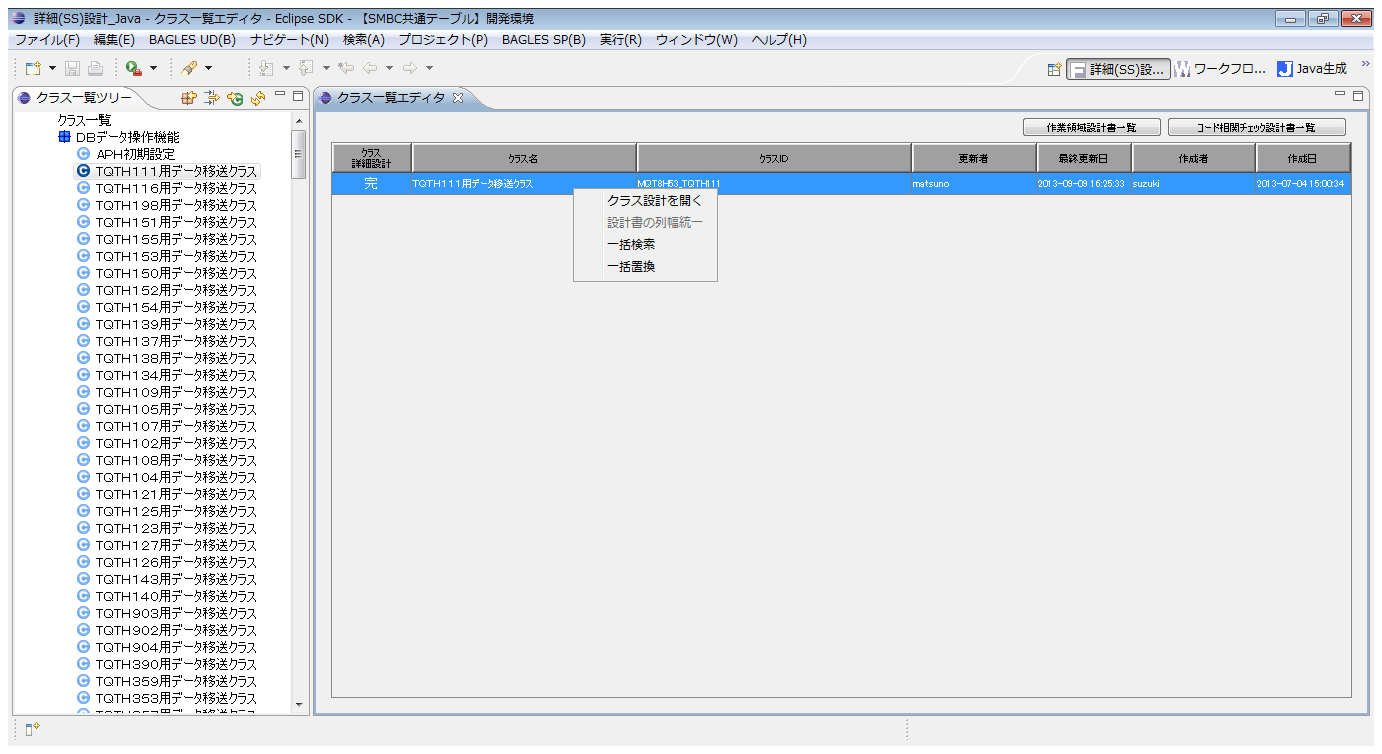 詳細(SS)設計_Java - クラス一覧エディタ - Eclipse SDK - 【SMBC共通テーブル】開発環境
ファイル(F) 編集(E) BAGLES UD(B) ナビゲート(N) 検索(A) プロジェクト(P) BAGLES SP(B) 実行(R) ウィンドウ(W) ヘルプ(H)
詳細(SS)設... ワークフロ... Java生成 »
クラス一覧ツリー
クラス一覧
DBデータ操作機能
APH初期設定
TQTH111用データ移送クラス
TQTH116用データ移送クラス
TQTH198用データ移送クラス
TQTH151用データ移送クラス
TQTH155用データ移送クラス
TQTH153用データ移送クラス
TQTH150用データ移送クラス
TQTH152用データ移送クラス
TQTH154用データ移送クラス
TQTH139用データ移送クラス
TQTH137用データ移送クラス
TQTH138用データ移送クラス
TQTH134用データ移送クラス
TQTH109用データ移送クラス
TQTH105用データ移送クラス
TQTH107用データ移送クラス
TQTH102用データ移送クラス
TQTH108用データ移送クラス
TQTH104用データ移送クラス
TQTH121用データ移送クラス
TQTH125用データ移送クラス
TQTH123用データ移送クラス
TQTH127用データ移送クラス
TQTH126用データ移送クラス
TQTH143用データ移送クラス
TQTH140用データ移送クラス
TQTH903用データ移送クラス
TQTH902用データ移送クラス
TQTH904用データ移送クラス
TQTH390用データ移送クラス
TQTH359用データ移送クラス
TQTH353用データ移送クラス
クラス一覧エディタ
作業領域設計書一覧 コード相関チェック設計書一覧
クラス
詳細設計 クラス名 クラスID 更新者 最終更新日 作成者 作成日
完 TQTH111用データ移送クラス MQT8H53_TQTH111 matsuno 2013-09-09 16:25:33 suzuki 2013-07-04 15:00:34
クラス設計を開く
設計書の列幅統一
一括検索
一括置換